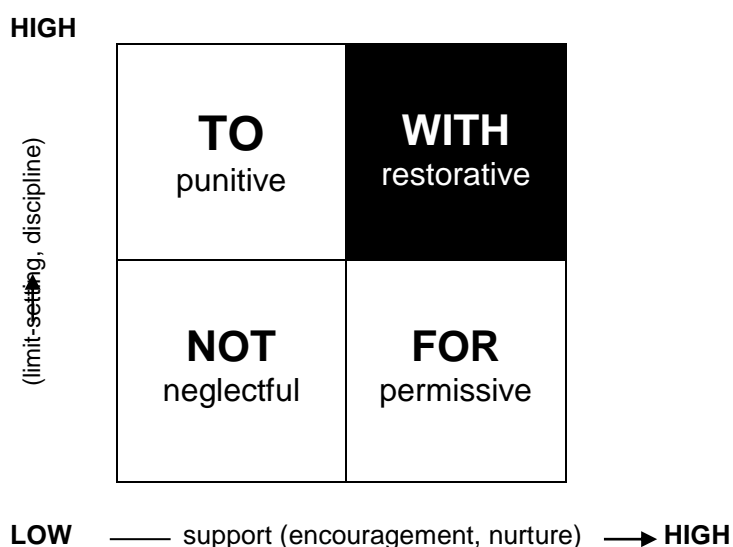 HIGH
TO
punitive
WITH
restorative
(limit-setting, discipline)
NOT
neglectful
FOR
permissive
LOW support (encouragement, nurture) HIGH